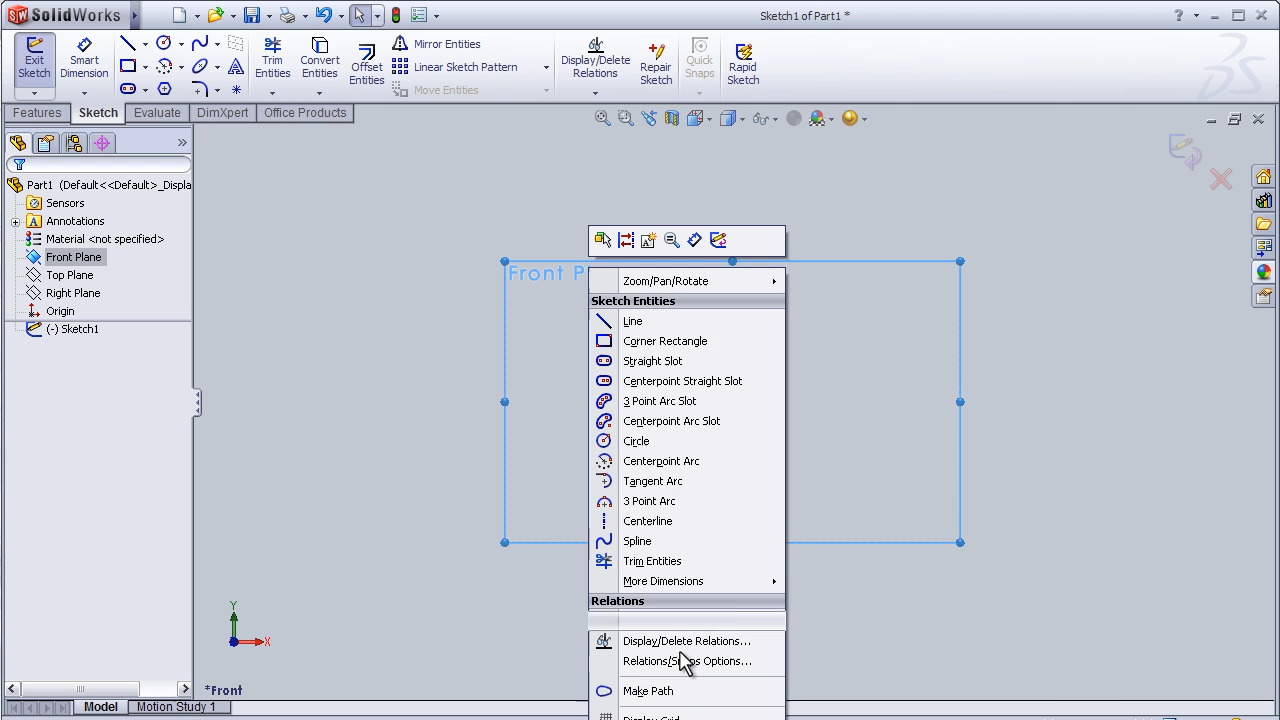 SolidWorks
Sketch1 of Part1 *
Exit Sketch
Smart Dimension
Trim Entities
Convert Entities
Offset Entities
Mirror Entities
Linear Sketch Pattern
Move Entities
Display/Delete Relations
Repair Sketch
Quick Snaps
Rapid Sketch
Features
Sketch
Evaluate
DimXpert
Office Products
Part1 (Default<<Default>_Displa
Sensors
Annotations
Material <not specified>
Front Plane
Top Plane
Right Plane
Origin
(-) Sketch1
Front P
Zoom/Pan/Rotate
Sketch Entities
Line
Corner Rectangle
Straight Slot
Centerpoint Straight Slot
3 Point Arc Slot
Centerpoint Arc Slot
Circle
Centerpoint Arc
Tangent Arc
3 Point Arc
Centerline
Spline
Trim Entities
More Dimensions
Relations
Display/Delete Relations...
Relations/Snaps Options...
Make Path
Display Grid
Y
X
*Front
Model
Motion Study 1